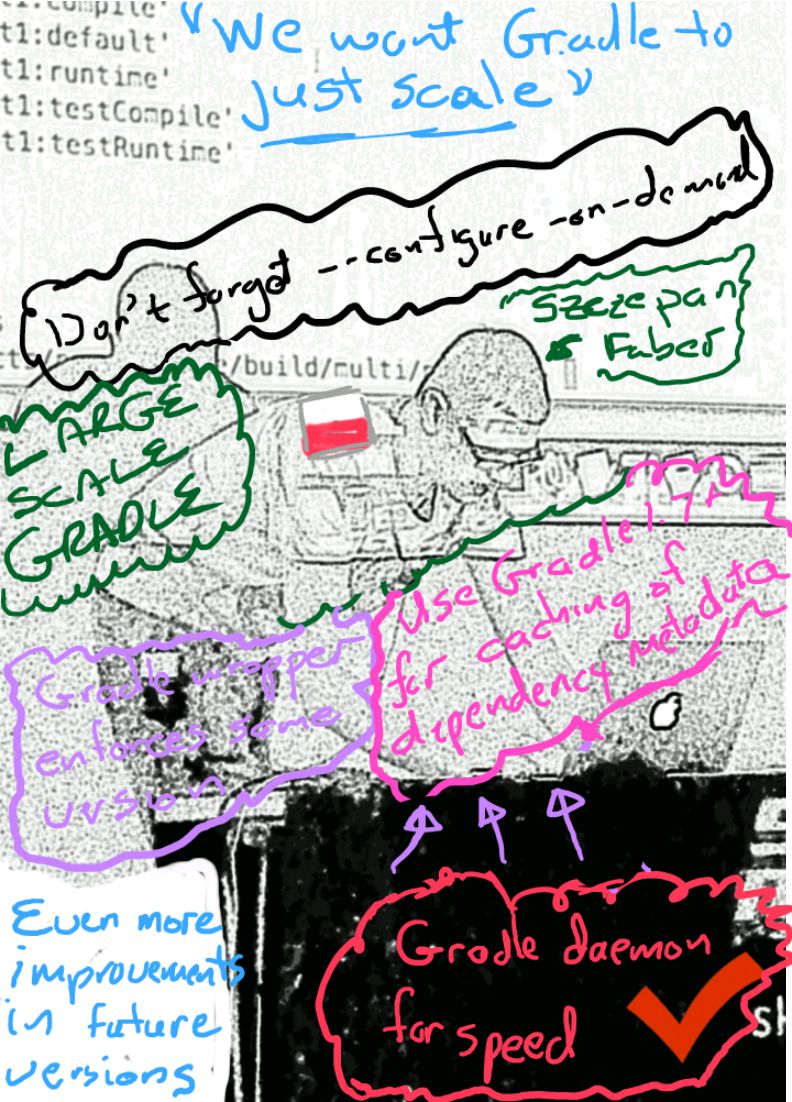 t1:compile'
t1:default'
t1:runtime'
t1:testCompile'
t1:testRuntime'
"We want Gradle to
just scale"
Don't forget --configure-on-demand
Szczepan
Faber
/build/multi/
LARGE
SCALE
GRADLE
Use Gradle 1.7+
for caching of
dependency metadata
Gradle wrapper
enforces same
version
Even more
improvements
in future
versions
Gradle daemon
for speed
sh